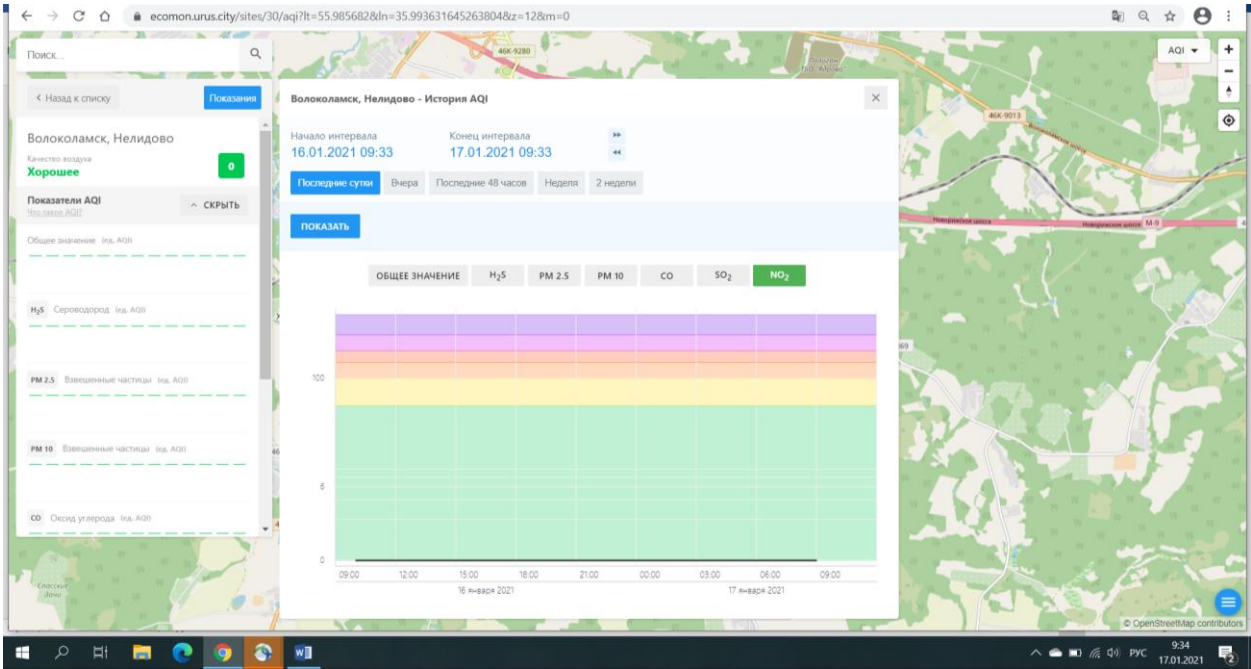 ecomon.urus.city/sites/30/aqi?lt=55.985682&ln=35.993631645263804&z=12&m=0
Поиск...
46К-9280
AQI
< Назад к списку
Показания
Волоколамск, Нелидово - История AQI
46К-9013
Волоколамск, Нелидово
Качество воздуха
Хорошее
0
Начало интервала
Конец интервала
16.01.2021 09:33
17.01.2021 09:33
Последние сутки
Вчера
Последние 48 часов
Неделя
2 недели
Показатели AQI
Что такое AQI?
СКРЫТЬ
ПОКАЗАТЬ
Новорижское шоссе
Новорижское шоссе
М-9
Общее значение (ед. AQI)
ОБЩЕЕ ЗНАЧЕНИЕ
H₂S
PM 2.5
PM 10
CO
SO₂
NO₂
H₂S Сероводород (ед. AQI)
PM 2.5 Взвешенные частицы (ед. AQI)
PM 10 Взвешенные частицы (ед. AQI)
CO Оксид углерода (ед. AQI)
100
6
0
09:00
12:00
15:00
18:00
21:00
00:00
03:00
06:00
09:00
16 января 2021
17 января 2021
© OpenStreetMap contributors
РУС
9:34
17.01.2021
2